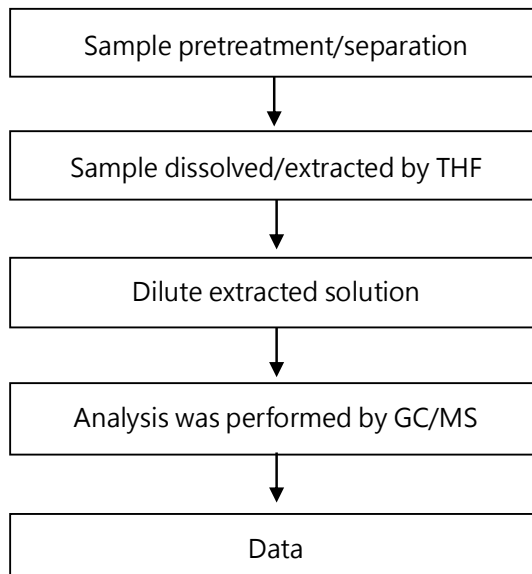 Sample pretreatment/separation
Sample dissolved/extracted by THF
Dilute extracted solution
Analysis was performed by GC/MS
Data